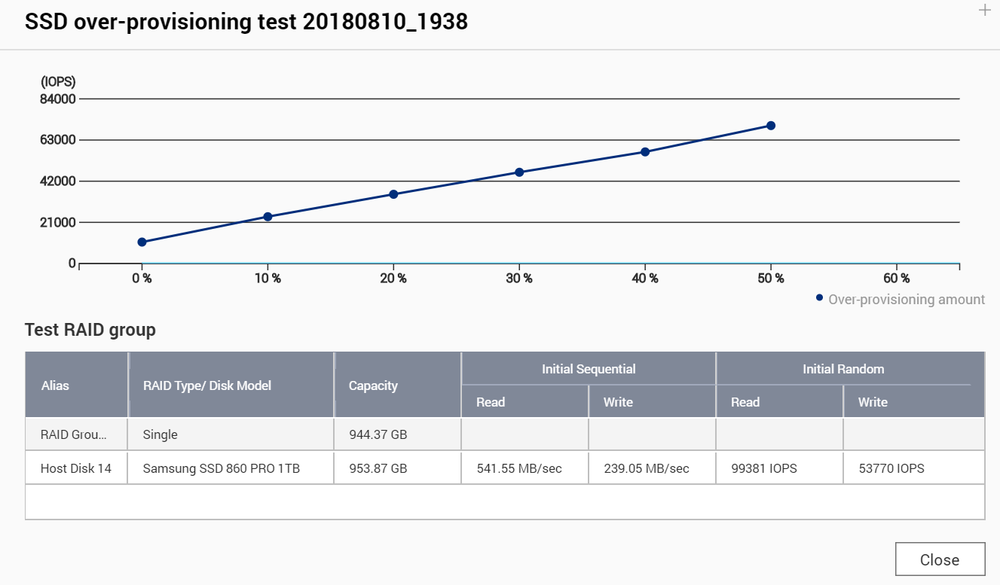 SSD over-provisioning test 20180810_1938
(IOPS)
84000
63000
42000
21000
0
0 % 10 % 20 % 30 % 40 % 50 % 60 %
Over-provisioning amount
Test RAID group
Alias RAID Type/ Disk Model Capacity Initial Sequential Initial Random
Read Write Read Write
RAID Grou... Single 944.37 GB
Host Disk 14 Samsung SSD 860 PRO 1TB 953.87 GB 541.55 MB/sec 239.05 MB/sec 99381 IOPS 53770 IOPS
Close